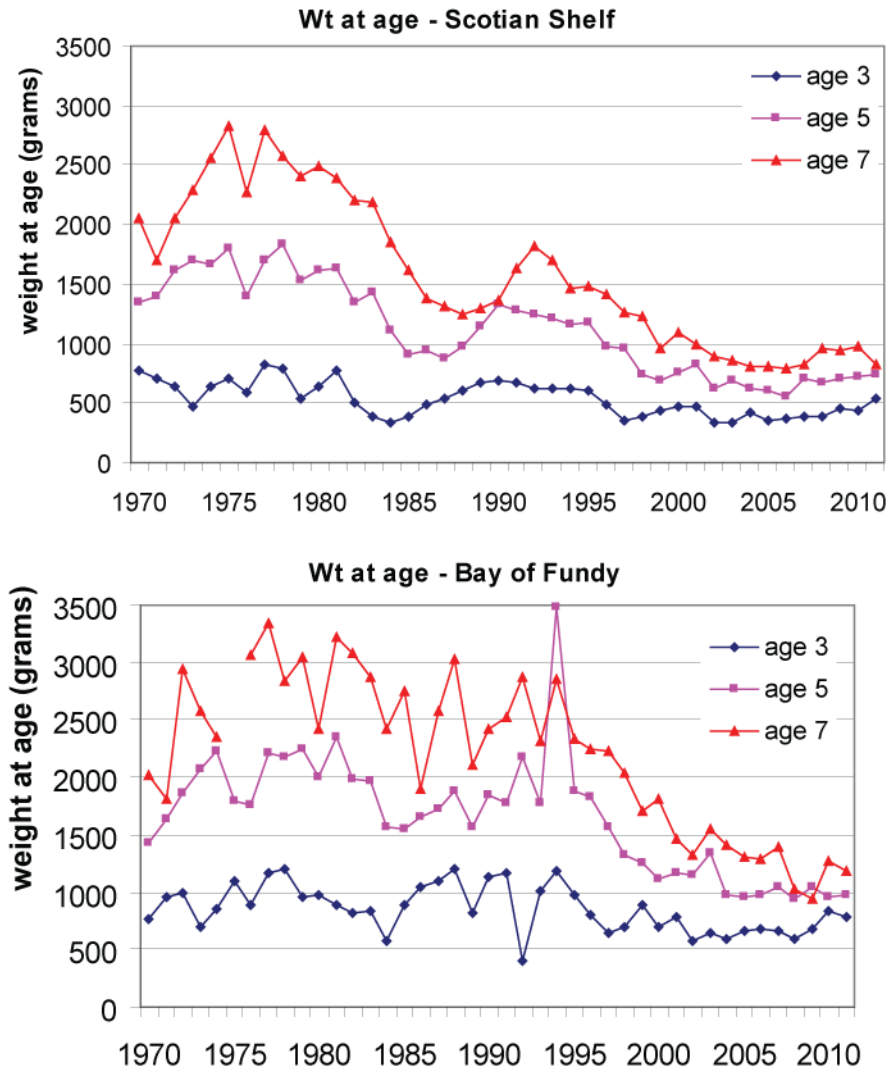 Wt at age - Scotian Shelf
weight at age (grams)
3500
3000
2500
2000
1500
1000
500
0
age 3
age 5
age 7
1970 1975 1980 1985 1990 1995 2000 2005 2010
Wt at age - Bay of Fundy
weight at age (grams)
3500
3000
2500
2000
1500
1000
500
0
age 3
age 5
age 7
1970 1975 1980 1985 1990 1995 2000 2005 2010